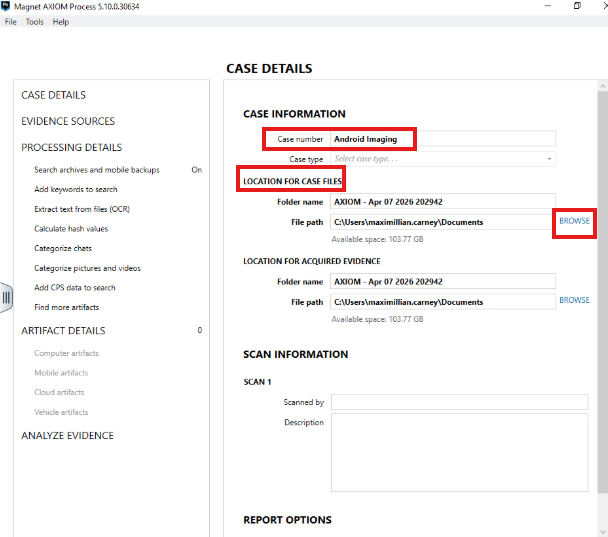 Magnet AXIOM Process 5.10.0.30634
File Tools Help
CASE DETAILS
CASE DETAILS
EVIDENCE SOURCES
PROCESSING DETAILS
Search archives and mobile backups On
Add keywords to search
Extract text from files (OCR)
Calculate hash values
Categorize chats
Categorize pictures and videos
Add CPS data to search
Find more artifacts
ARTIFACT DETAILS 0
Computer artifacts
Mobile artifacts
Cloud artifacts
Vehicle artifacts
ANALYZE EVIDENCE
CASE INFORMATION
Case number Android Imaging
Case type Select case type. . .
LOCATION FOR CASE FILES
Folder name AXIOM - Apr 07 2026 202942
File path C:\Users\maximillian.carney\Documents BROWSE
Available space: 103.77 GB
LOCATION FOR ACQUIRED EVIDENCE
Folder name AXIOM - Apr 07 2026 202942
File path C:\Users\maximillian.carney\Documents BROWSE
Available space: 103.77 GB
SCAN INFORMATION
SCAN 1
Scanned by
Description
REPORT OPTIONS